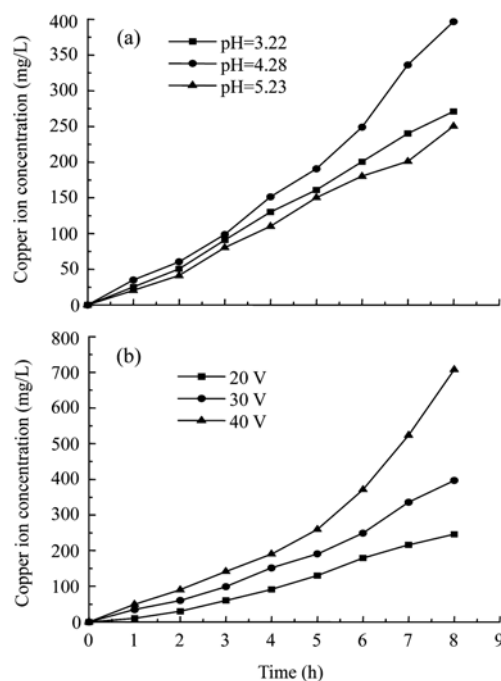 (a)
pH=3.22
pH=4.28
pH=5.23
Copper ion concentration (mg/L)
400
350
300
250
200
150
100
50
0
(b)
20 V
30 V
40 V
Copper ion concentration (mg/L)
800
700
600
500
400
300
200
100
0
0 1 2 3 4 5 6 7 8 9
Time (h)